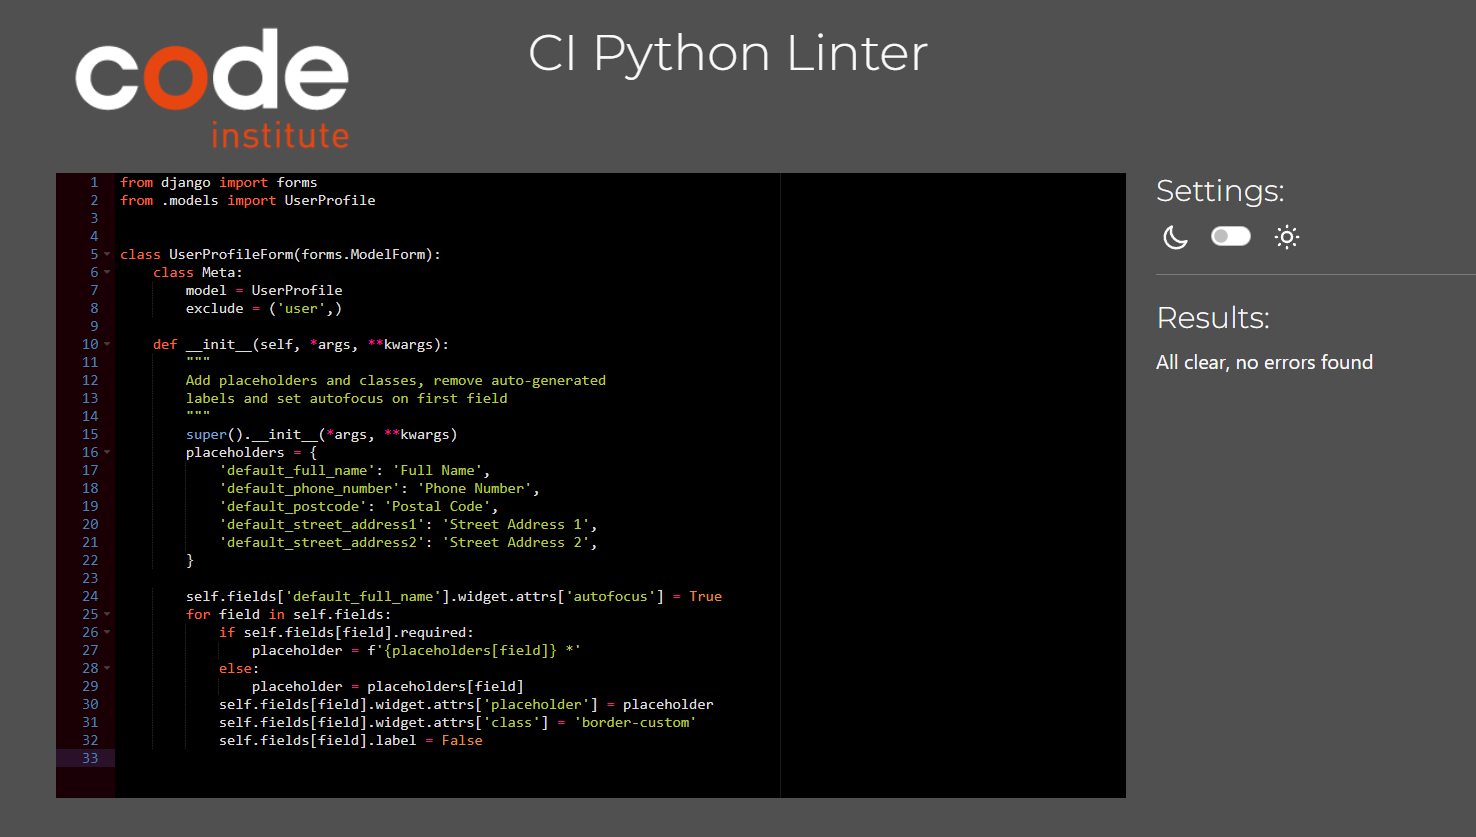 code
institute
CI Python Linter
1 from django import forms
2 from .models import UserProfile
3
4
5 class UserProfileForm(forms.ModelForm):
6     class Meta:
7         model = UserProfile
8         exclude = ('user',)
9
10     def __init__(self, *args, **kwargs):
11         """
12         Add placeholders and classes, remove auto-generated
13         labels and set autofocus on first field
14         """
15         super().__init__(*args, **kwargs)
16         placeholders = {
17             'default_full_name': 'Full Name',
18             'default_phone_number': 'Phone Number',
19             'default_postcode': 'Postal Code',
20             'default_street_address1': 'Street Address 1',
21             'default_street_address2': 'Street Address 2',
22         }
23
24         self.fields['default_full_name'].widget.attrs['autofocus'] = True
25         for field in self.fields:
26             if self.fields[field].required:
27                 placeholder = f'{placeholders[field]} *'
28             else:
29                 placeholder = placeholders[field]
30             self.fields[field].widget.attrs['placeholder'] = placeholder
31             self.fields[field].widget.attrs['class'] = 'border-custom'
32             self.fields[field].label = False
33
Settings:
Results:
All clear, no errors found